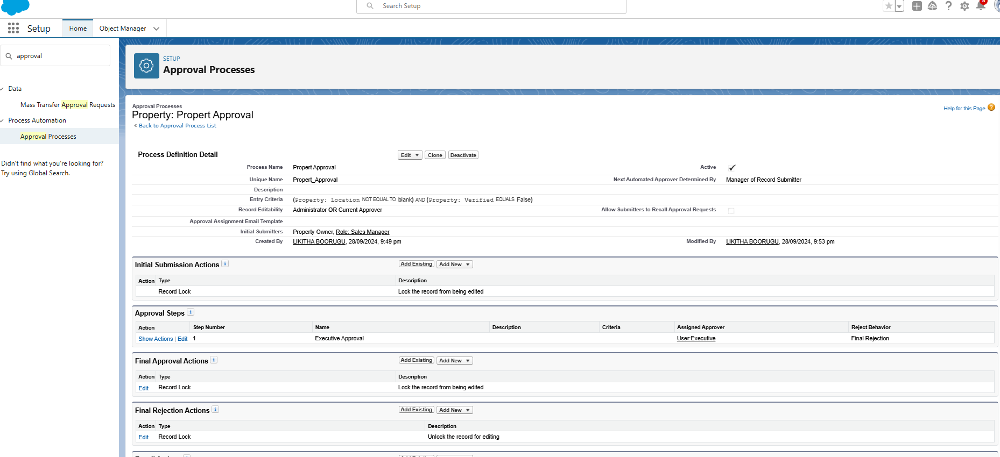 Search Setup
8
Setup
Home
Object Manager
approval
Data
Mass Transfer Approval Requests
Process Automation
Approval Processes
Didn't find what you're looking for?
Try using Global Search.
SETUP
Approval Processes
Approval Processes
Property: Propert Approval
« Back to Approval Process List
Help for this Page ?
Process Definition Detail
Edit Clone Deactivate
Process Name Propert Approval Active
Unique Name Propert_Approval Next Automated Approver Determined By Manager of Record Submitter
Description
Entry Criteria (Property: Location NOT EQUAL TO blank) AND (Property: Verified EQUALS False)
Record Editability Administrator OR Current Approver Allow Submitters to Recall Approval Requests
Approval Assignment Email Template
Initial Submitters Property Owner, Role: Sales Manager
Created By LIKITHA BOORUGU, 28/09/2024, 9:49 pm Modified By LIKITHA BOORUGU, 28/09/2024, 9:53 pm
Initial Submission Actions i Add Existing Add New
Action Type Description
Record Lock Lock the record from being edited
Approval Steps i
Action Step Number Name Description Criteria Assigned Approver Reject Behavior
Show Actions | Edit 1 Executive Approval User:Executive Final Rejection
Final Approval Actions i Add Existing Add New
Action Type Description
Edit Record Lock Lock the record from being edited
Final Rejection Actions i Add Existing Add New
Action Type Description
Edit Record Lock Unlock the record for editing